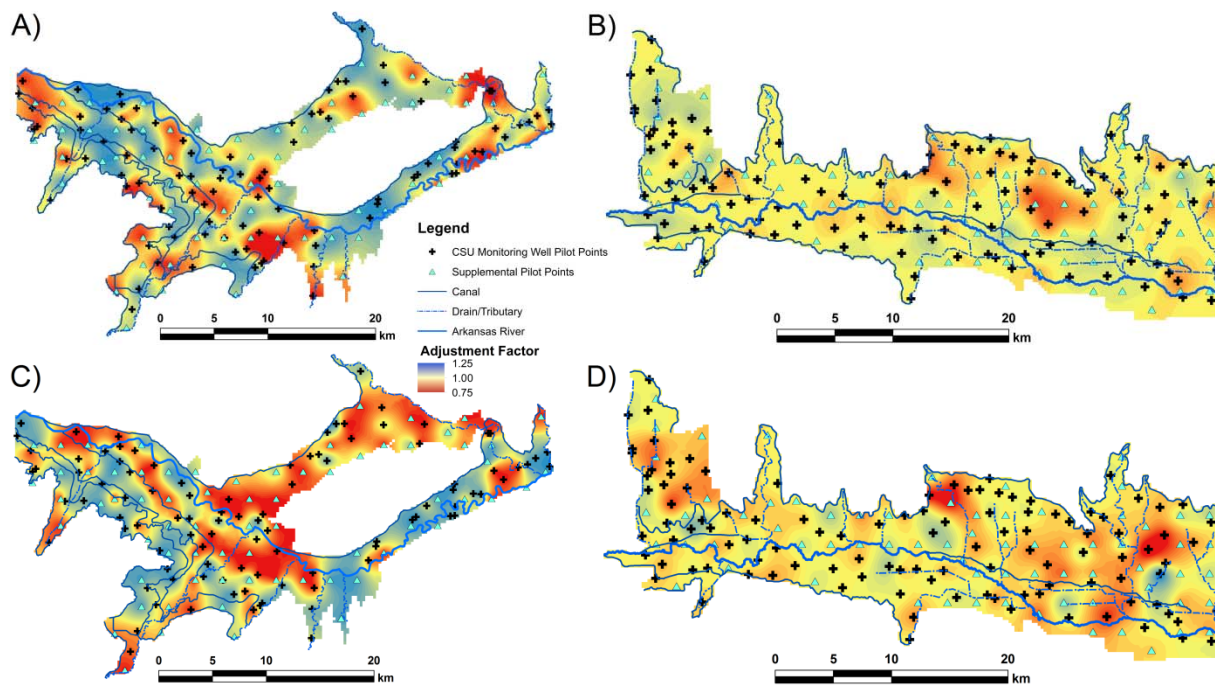 A)
B)
Legend
CSU Monitoring Well Pilot Points
Supplemental Pilot Points
Canal
Drain/Tributary
Arkansas River
0 5 10 20
km
0 5 10 20
km
Adjustment Factor
1.25
1.00
0.75
C)
D)
0 5 10 20
km
0 5 10 20
km